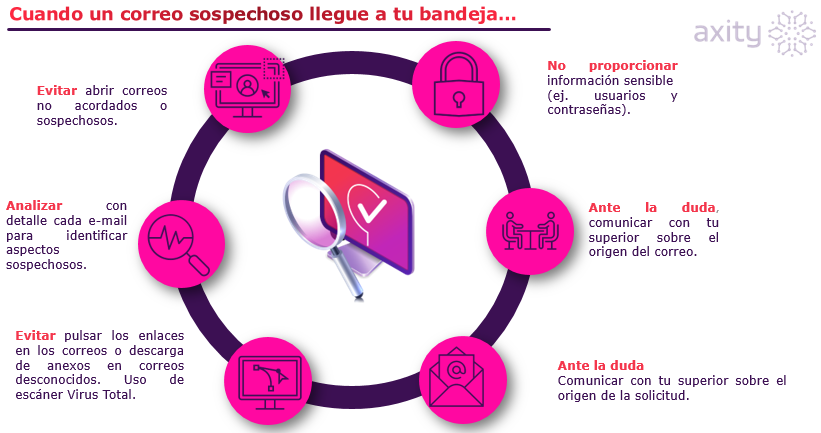 Cuando un correo sospechoso llegue a tu bandeja...
axity
Evitar abrir correos
no acordados o
sospechosos.
No proporcionar
información sensible
(ej. usuarios y
contraseñas).
Analizar con
detalle cada e-mail
para identificar
aspectos
sospechosos.
Ante la duda,
comunicar con tu
superior sobre el
origen del correo.
Evitar pulsar los enlaces
en los correos o descarga
de anexos en correos
desconocidos. Uso de
escáner Virus Total.
Ante la duda
Comunicar con tu superior sobre el
origen de la solicitud.